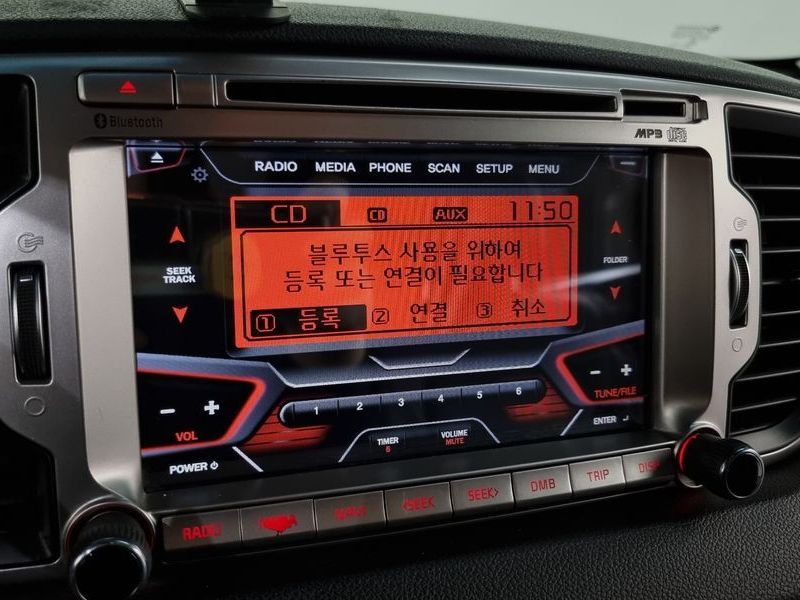 Bluetooth
MP3
RADIO MEDIA PHONE SCAN SETUP MENU
CD CD AUX 11:50
SEEK
TRACK
FOLDER
블루투스 사용을 위하여
등록 또는 연결이 필요합니다
1 등록 2 연결 3 취소
1 2 3 4 5 6
- + VOL
- + TUNE/FILE
TIMER
6
VOLUME
MUTE
ENTER
POWER
RADIO <SEEK SEEK> DMB TRIP